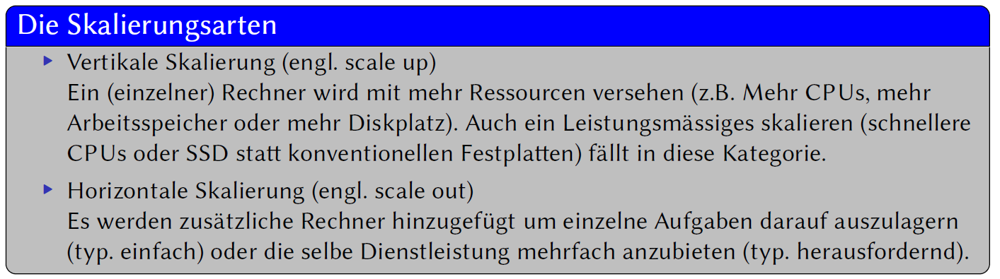 Die Skalierungsarten
Vertikale Skalierung (engl. scale up)
Ein (einzelner) Rechner wird mit mehr Ressourcen versehen (z.B. Mehr CPUs, mehr
Arbeitsspeicher oder mehr Diskplatz). Auch ein Leistungsmässiges skalieren (schnellere
CPUs oder SSD statt konventionellen Festplatten) fällt in diese Kategorie.
Horizontale Skalierung (engl. scale out)
Es werden zusätzliche Rechner hinzugefügt um einzelne Aufgaben darauf auszulagern
(typ. einfach) oder die selbe Dienstleistung mehrfach anzubieten (typ. herausfordernd).